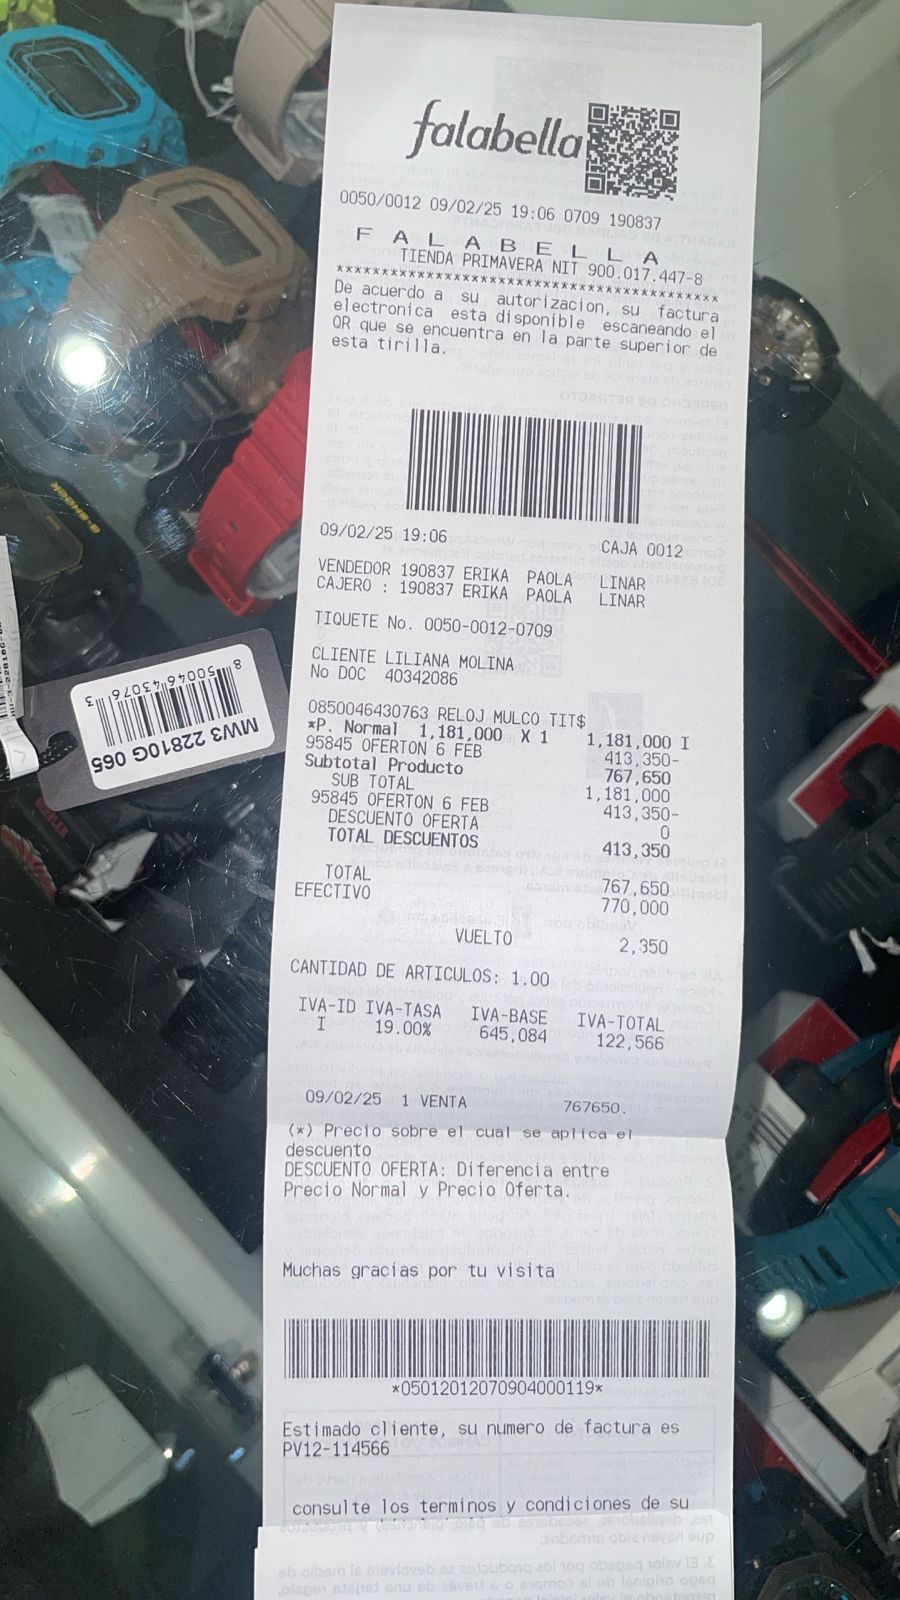 falabella
0050/0012 09/02/25 19:06 0709 190837
F A L A B E L L A
TIENDA PRIMAVERA NIT 900.017.447-8
******************************************
De acuerdo a su autorizacion, su factura
electronica esta disponible escaneando el
QR que se encuentra en la parte superior de
esta tirilla.
09/02/25 19:06 CAJA 0012
VENDEDOR 190837 ERIKA PAOLA LINAR
CAJERO : 190837 ERIKA PAOLA LINAR
TIQUETE No. 0050-0012-0709
CLIENTE LILIANA MOLINA
No DOC 40342086
0850046430763 RELOJ MULCO TIT$
*P. Normal 1,181,000 X 1 1,181,000 I
95845 OFERTON 6 FEB 413,350-
Subtotal Producto 767,650
SUB TOTAL 1,181,000
95845 OFERTON 6 FEB 413,350-
DESCUENTO OFERTA 0
TOTAL DESCUENTOS 413,350
TOTAL 767,650
EFECTIVO 770,000
VUELTO 2,350
CANTIDAD DE ARTICULOS: 1.00
IVA-ID IVA-TASA IVA-BASE IVA-TOTAL
I 19.00% 645,084 122,566
09/02/25 1 VENTA 767650.
(*) Precio sobre el cual se aplica el
descuento
DESCUENTO OFERTA: Diferencia entre
Precio Normal y Precio Oferta.
Muchas gracias por tu visita
*05012012070904000119*
Estimado cliente, su numero de factura es
PV12-114566
consulte los terminos y condiciones de su
MW3 22810G 065
8 50046 43076 3
G-SHOCK